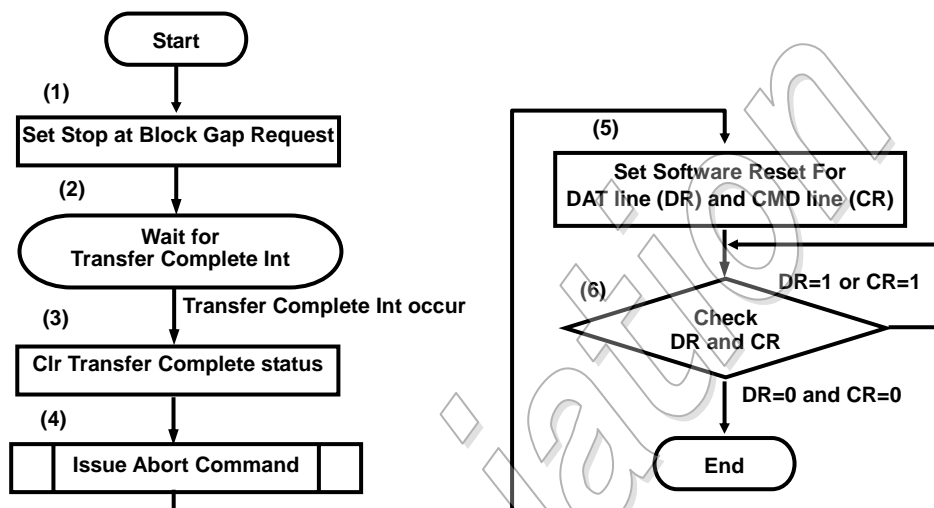 Start
(1)
Set Stop at Block Gap Request
(2)
Wait for
Transfer Complete Int
Transfer Complete Int occur
(3)
Clr Transfer Complete status
(4)
Issue Abort Command
(5)
Set Software Reset For
DAT line (DR) and CMD line (CR)
DR=1 or CR=1
(6)
Check
DR and CR
DR=0 and CR=0
End
iation